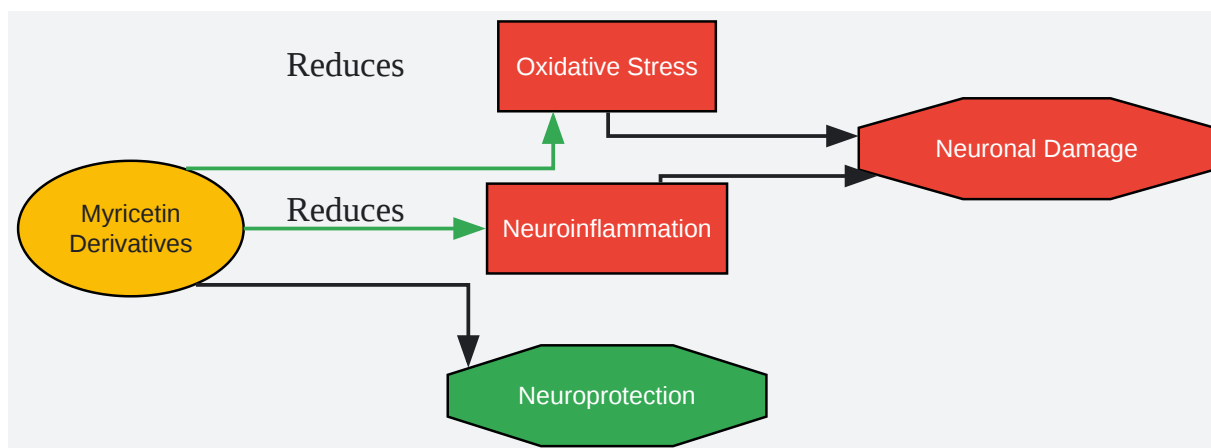 Reduces
Oxidative Stress
Neuronal Damage
Myricetin
Derivatives
Reduces
Neuroinflammation
Neuroprotection